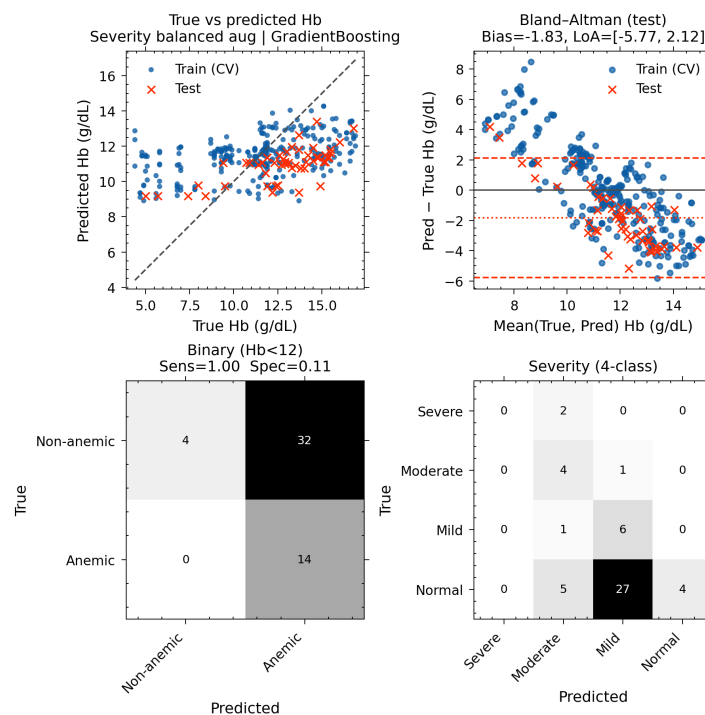 True vs predicted Hb
Severity balanced aug | GradientBoosting
Predicted Hb (g/dL)
16
14
12
10
8
6
4
Train (CV)
Test
5.0 7.5 10.0 12.5 15.0
True Hb (g/dL)
Bland–Altman (test)
Bias=-1.83, LoA=[-5.77, 2.12]
Pred − True Hb (g/dL)
8
6
4
2
0
−2
−4
−6
Train (CV)
Test
8 10 12 14
Mean(True, Pred) Hb (g/dL)
Binary (Hb<12)
Sens=1.00 Spec=0.11
True
Non-anemic 4 32
Anemic 0 14
Non-anemic Anemic
Predicted
Severity (4-class)
True
Severe 0 2 0 0
Moderate 0 4 1 0
Mild 0 1 6 0
Normal 0 5 27 4
Severe Moderate Mild Normal
Predicted